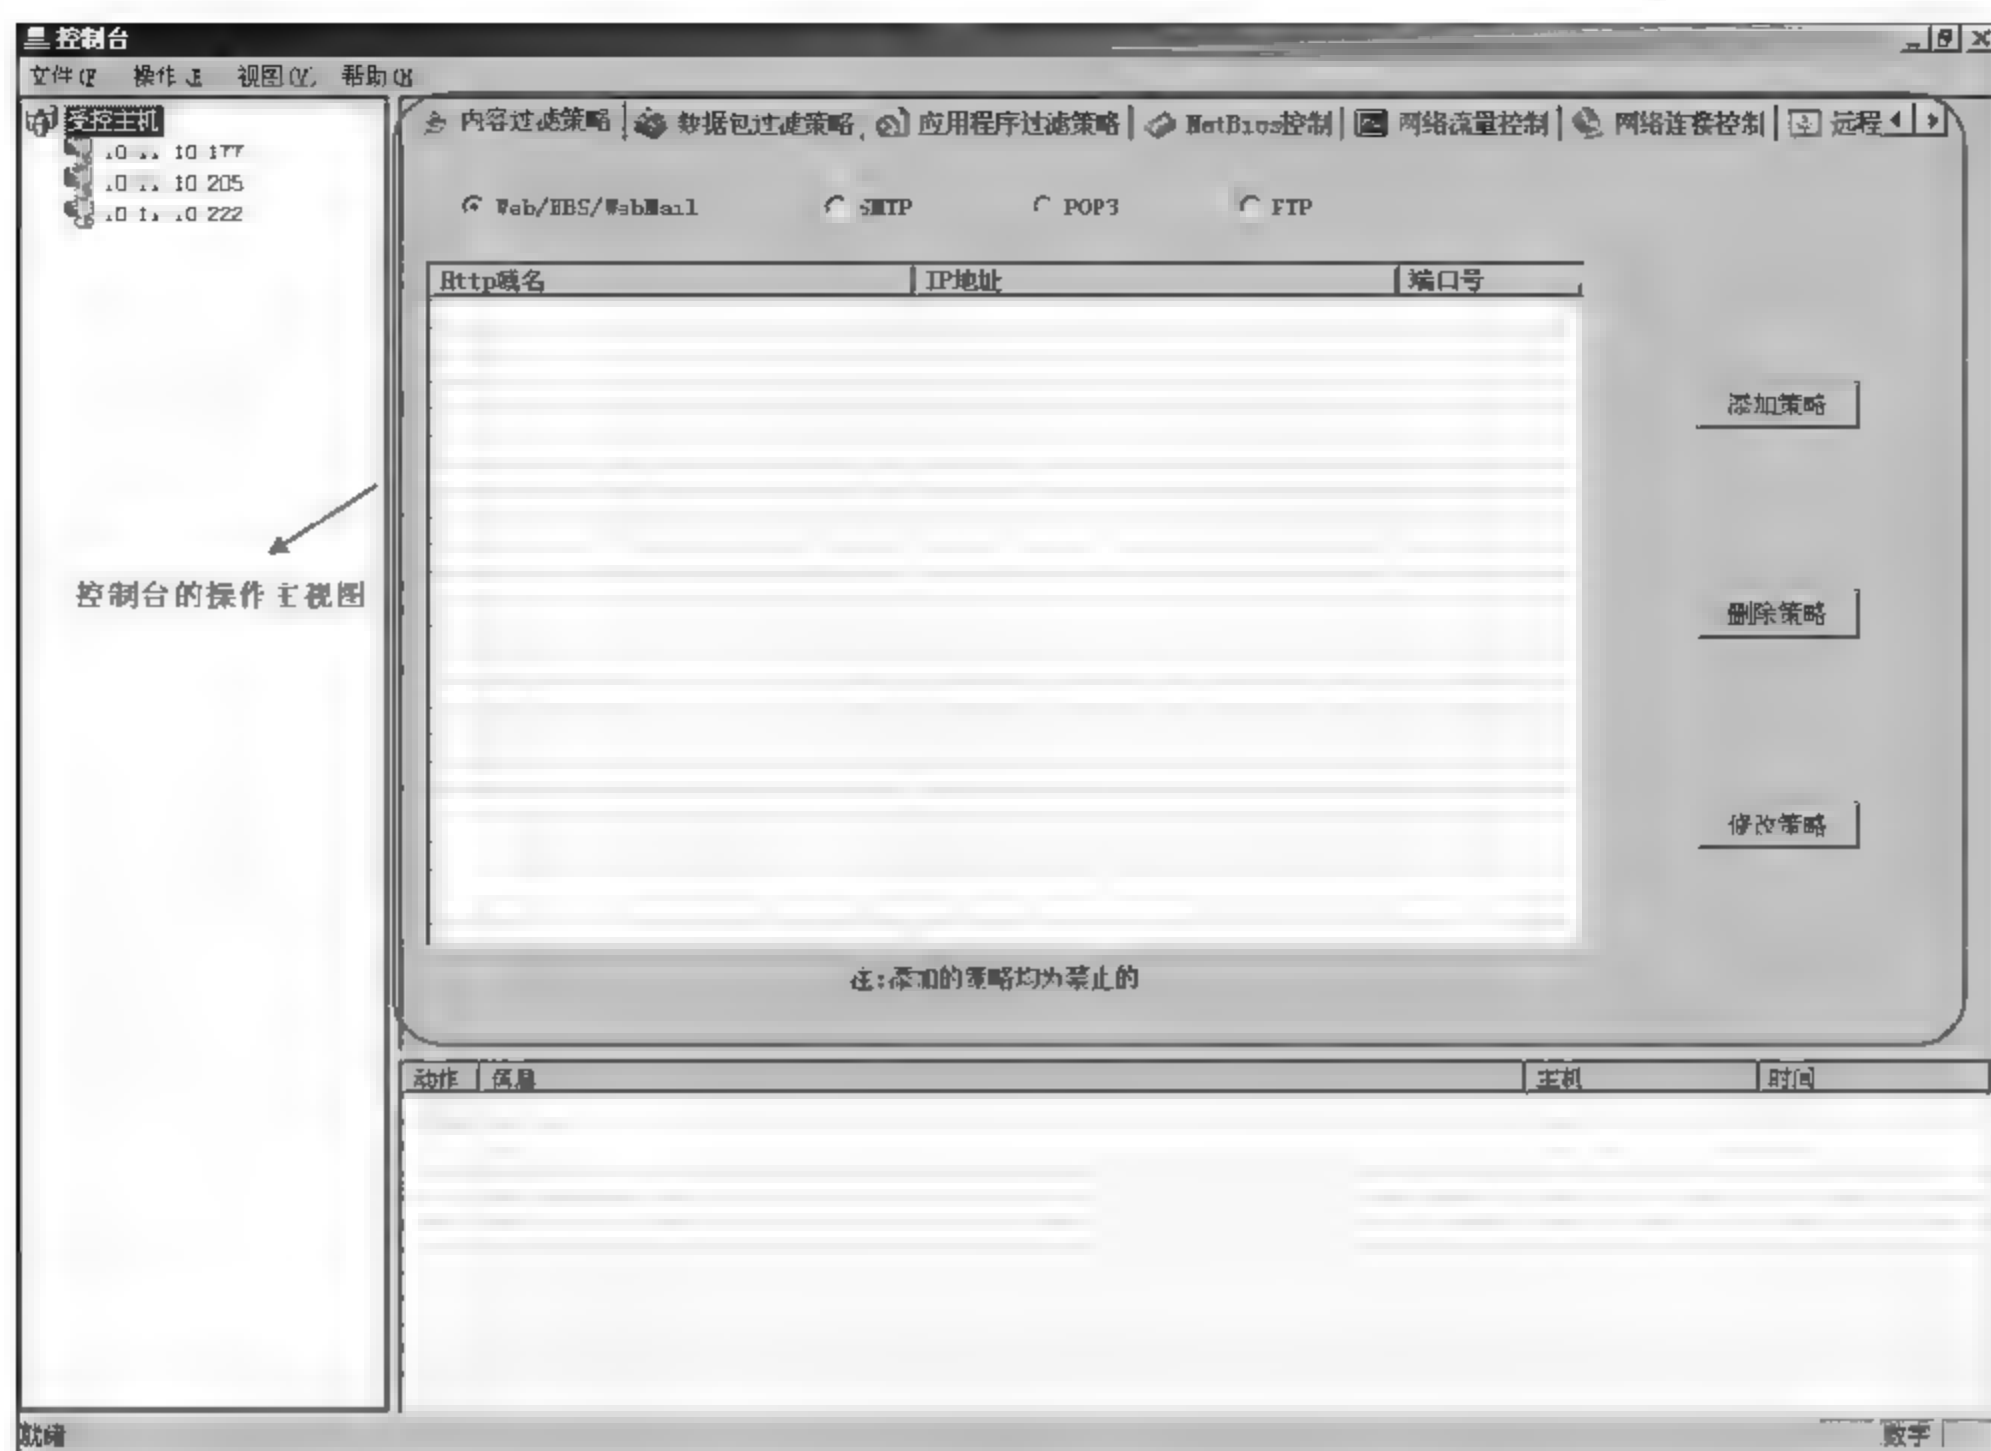 控制台
文件(F 操作 视图(V) 帮助(H
受控主机
10 177
10 205
10 222
内容过滤策略 数据包过滤策略 应用程序过滤策略 NetBios控制 网络流量控制 网络连接控制 远程
Web/BBS/WebMail SMTP POP3 FTP
Http域名 IP地址 端口号
添加策略
控制台的操作主视图
删除策略
修改策略
注:添加的策略均为禁止的
动作 信息 主机 时间
就绪 数字